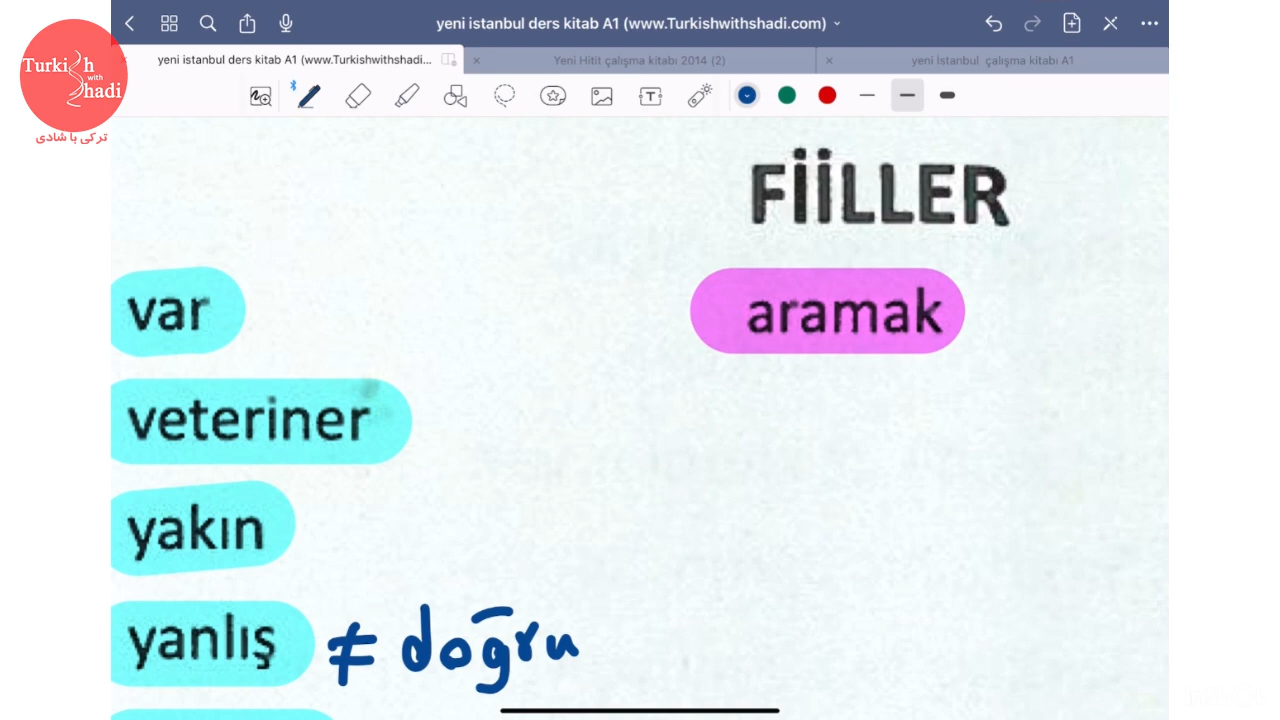 yeni istanbul ders kitab A1 (www.Turkishwithshadi.com)
yeni istanbul ders kitab A1 (www.Turkishwithshadi...
Yeni Hitit çalışma kitabı 2014 (2)
yeni İstanbul çalışma kitabı A1
Turkish
with
Shadi
ترکی با شادی
T
FİİLLER
var
aramak
veteriner
yakın
yanlış ≠ doğru